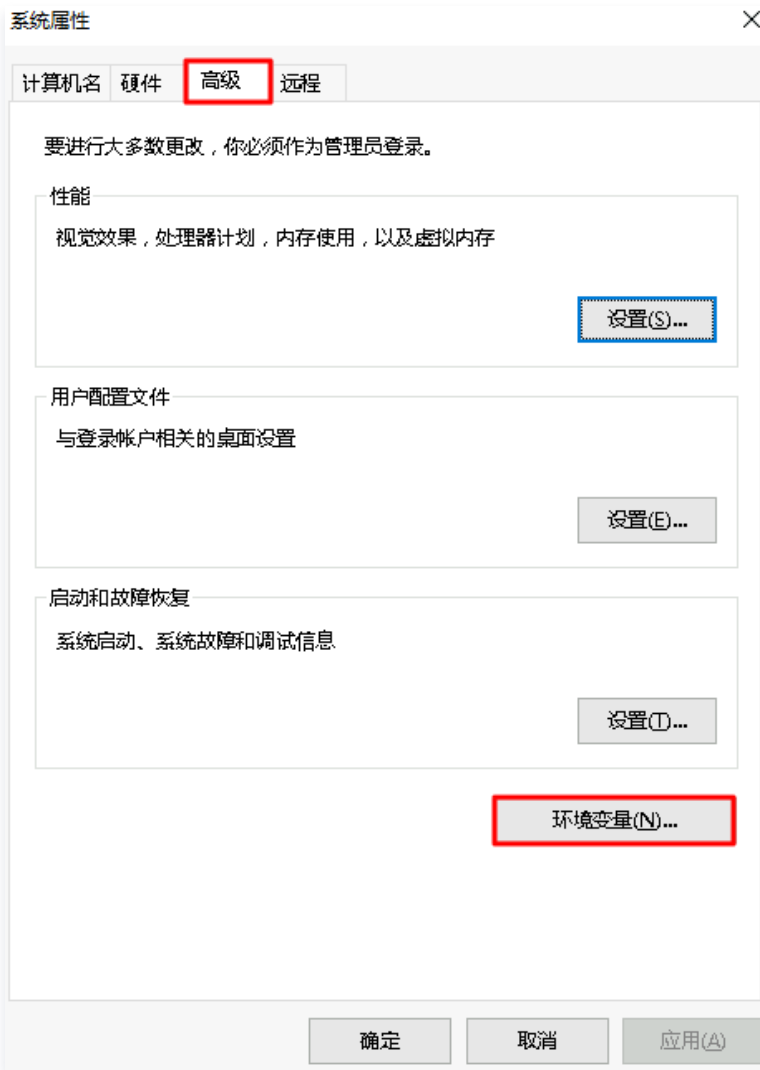 系统属性
计算机名 硬件 高级 远程
要进行大多数更改，你必须作为管理员登录。
性能
视觉效果，处理器计划，内存使用，以及虚拟内存
设置(S)...
用户配置文件
与登录帐户相关的桌面设置
设置(E)...
启动和故障恢复
系统启动、系统故障和调试信息
设置(T)...
环境变量(N)...
确定 取消 应用(A)